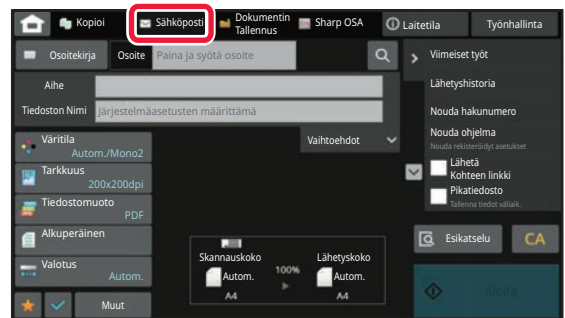 Kopioi
Sähköposti
Dokumentin
Tallennus
Sharp OSA
Laitetila
Työnhallinta
Osoitekirja
Osoite
Paina ja syötä osoite
Viimeiset työt
Aihe
Lähetyshistoria
Tiedoston Nimi
Järjestelmäasetusten määrittämä
Nouda hakunumero
Väritila
Autom./Mono2
Vaihtoehdot
Nouda ohjelma
Nouda rekisteröidyt asetukset
Tarkkuus
200x200dpi
Lähetä
Kohteen linkki
Tiedostomuoto
PDF
Pikatiedosto
Tallenna tiedot väliaik.
Alkuperäinen
Esikatselu
CA
Skannauskoko
Lähetyskoko
Valotus
Autom.
Autom.
100%
Autom.
A4
A4
Muut
Aloita